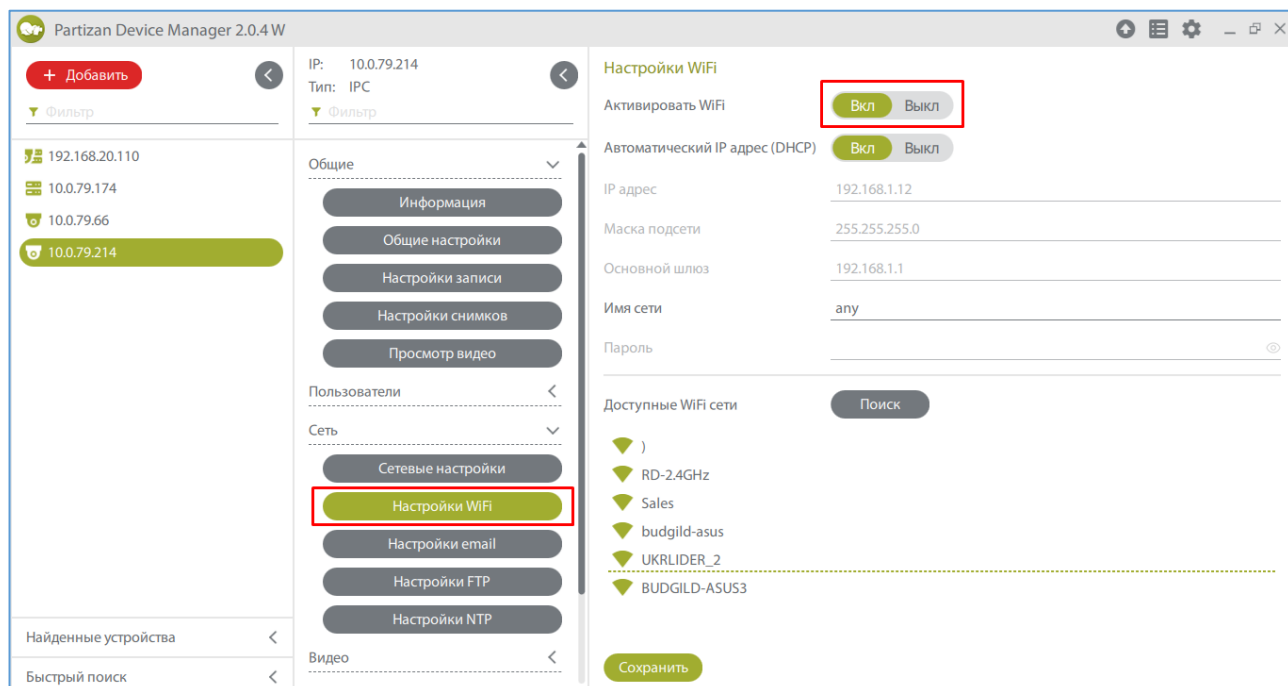 Partizan Device Manager 2.0.4 W
+ Добавить
Фильтр
192.168.20.110
10.0.79.174
10.0.79.66
10.0.79.214
Найденные устройства
Быстрый поиск
IP: 10.0.79.214
Тип: IPC
Фильтр
Общие
Информация
Общие настройки
Настройки записи
Настройки снимков
Просмотр видео
Пользователи
Сеть
Сетевые настройки
Настройки WiFi
Настройки email
Настройки FTP
Настройки NTP
Видео
Настройки WiFi
Активировать WiFi Вкл Выкл
Автоматический IP адрес (DHCP) Вкл Выкл
IP адрес 192.168.1.12
Маска подсети 255.255.255.0
Основной шлюз 192.168.1.1
Имя сети any
Пароль
Доступные WiFi сети Поиск
)
RD-2.4GHz
Sales
budgild-asus
UKRLIDER_2
BUDGILD-ASUS3
Сохранить